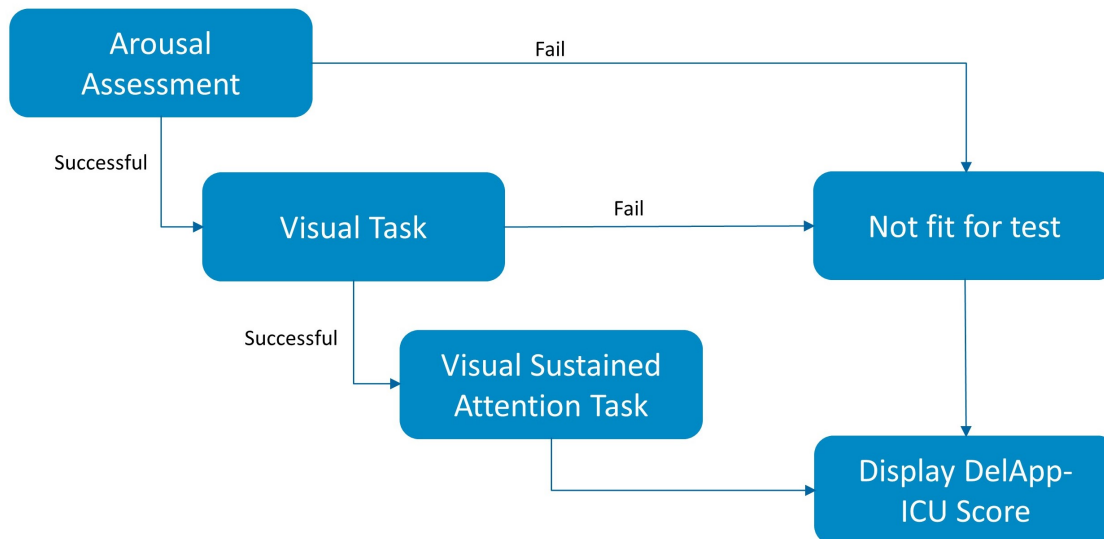 Arousal
Assessment
Fail
Successful
Visual Task
Fail
Not fit for test
Successful
Visual Sustained
Attention Task
Display DelApp-
ICU Score